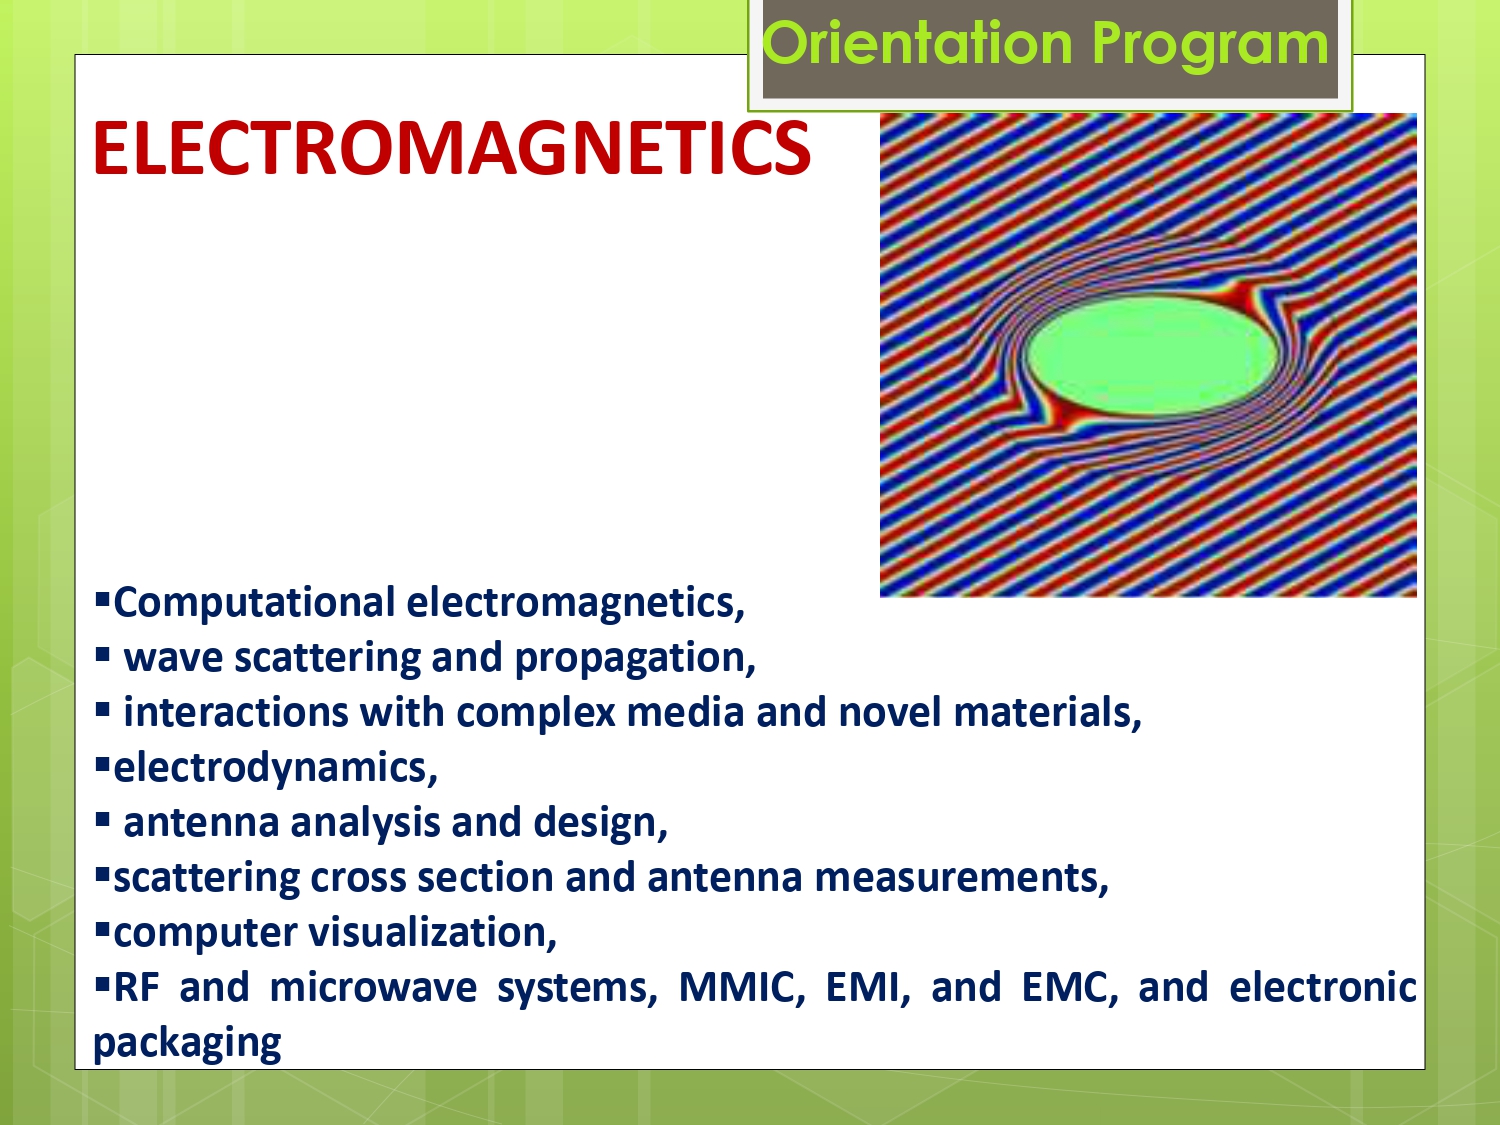 Orientation Program
ELECTROMAGNETICS
▪Computational electromagnetics,
▪ wave scattering and propagation,
▪ interactions with complex media and novel materials,
▪electrodynamics,
▪ antenna analysis and design,
▪scattering cross section and antenna measurements,
▪computer visualization,
▪RF and microwave systems, MMIC, EMI, and EMC, and electronic
packaging